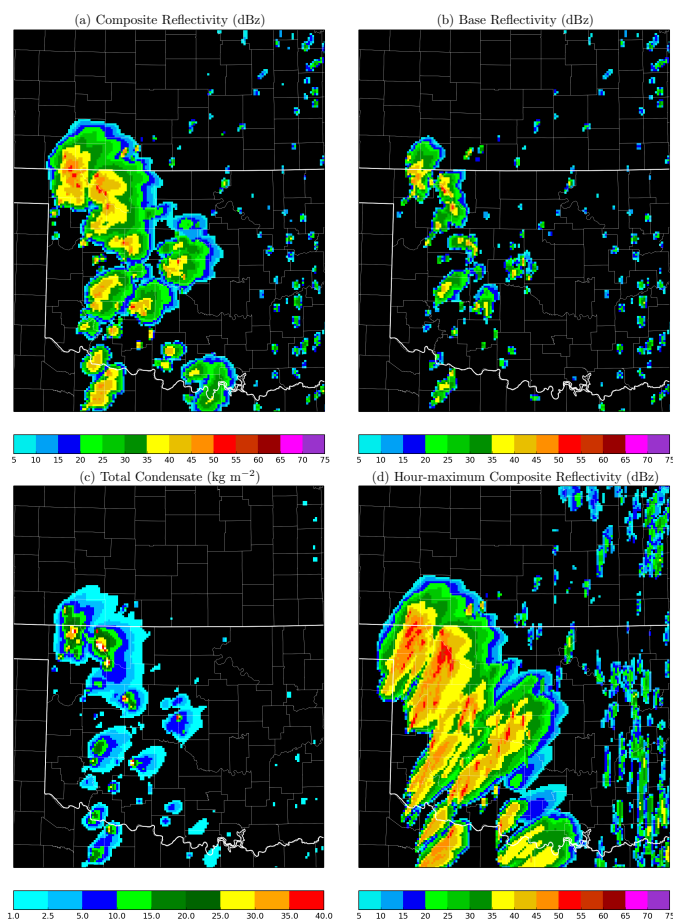 (a) Composite Reflectivity (dBz)
(b) Base Reflectivity (dBz)
5 10 15 20 25 30 35 40 45 50 55 60 65 70 75
5 10 15 20 25 30 35 40 45 50 55 60 65 70 75
(c) Total Condensate (kg m−2)
(d) Hour-maximum Composite Reflectivity (dBz)
1.0 2.5 5.0 10.0 15.0 20.0 25.0 30.0 35.0 40.0
5 10 15 20 25 30 35 40 45 50 55 60 65 70 75